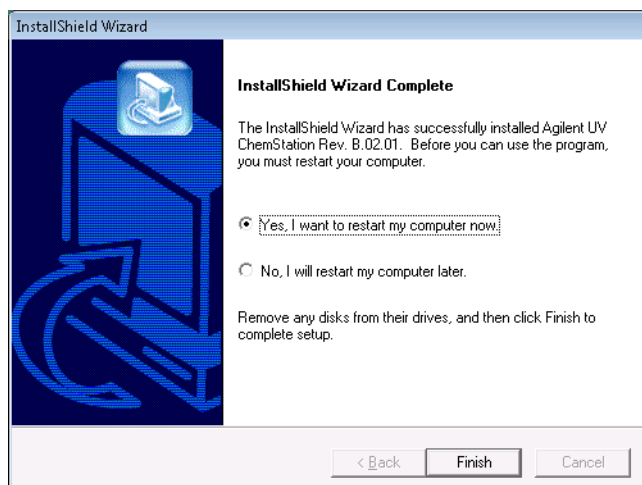 InstallShield Wizard
InstallShield Wizard Complete
The InstallShield Wizard has successfully installed Agilent UV
ChemStation Rev. B.02.01. Before you can use the program,
you must restart your computer.
Yes, I want to restart my computer now.
No, I will restart my computer later.
Remove any disks from their drives, and then click Finish to
complete setup.
< Back
Finish
Cancel